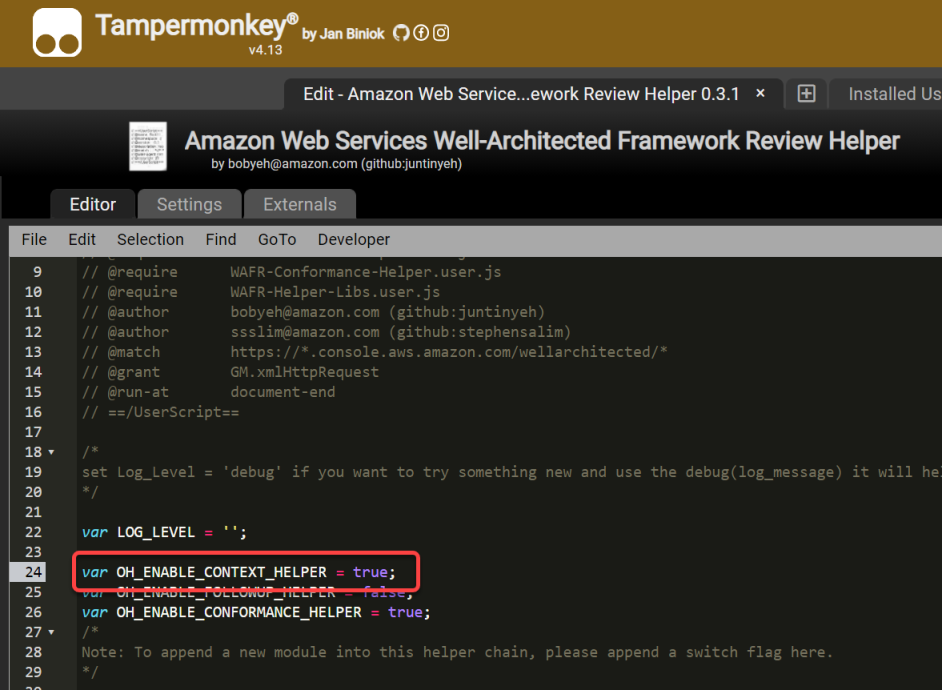 Tampermonkey® by Jan Biniok
v4.13
Edit - Amazon Web Service...ework Review Helper 0.3.1 × Installed Us
Amazon Web Services Well-Architected Framework Review Helper
by bobyeh@amazon.com (github:juntinyeh)
Editor Settings Externals
File Edit Selection Find GoTo Developer
9 // @require WAFR-Conformance-Helper.user.js
10 // @require WAFR-Helper-Libs.user.js
11 // @author bobyeh@amazon.com (github:juntinyeh)
12 // @author ssslim@amazon.com (github:stephensalim)
13 // @match https://*.console.aws.amazon.com/wellarchitected/*
14 // @grant GM.xmlHttpRequest
15 // @run-at document-end
16 // ==/UserScript==
17
18 /*
19 set Log_Level = 'debug' if you want to try something new and use the debug(log_message) it will hel
20 */
21
22 var LOG_LEVEL = '';
23
24 var OH_ENABLE_CONTEXT_HELPER = true;
25 var OH_ENABLE_FOLLOWUP_HELPER = false;
26 var OH_ENABLE_CONFORMANCE_HELPER = true;
27 /*
28 Note: To append a new module into this helper chain, please append a switch flag here.
29 */